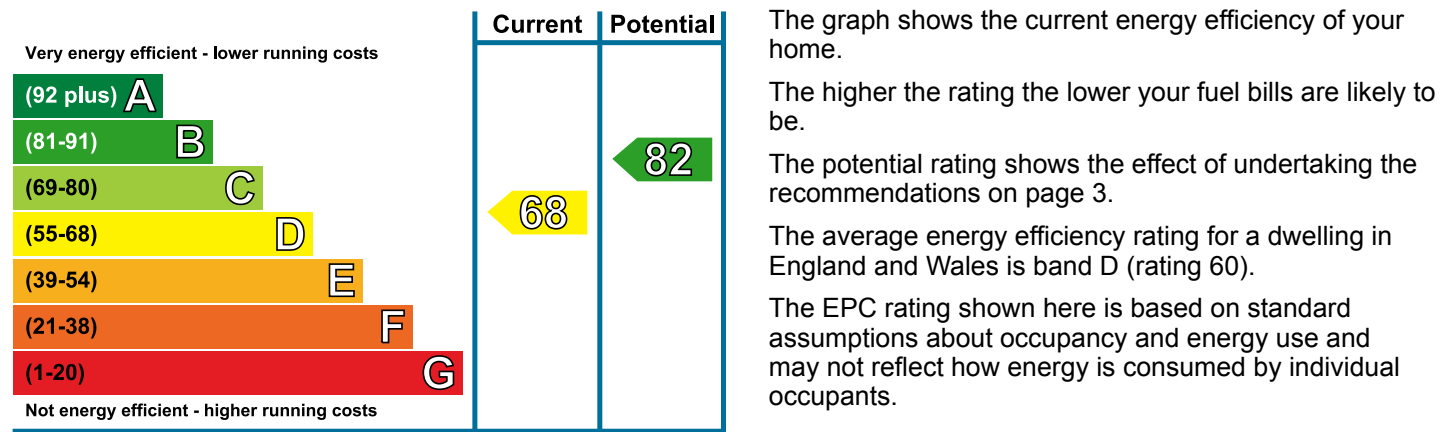 Current Potential
Very energy efficient - lower running costs
(92 plus) A
(81-91) B
82
(69-80) C
68
(55-68) D
(39-54) E
(21-38) F
(1-20) G
Not energy efficient - higher running costs
The graph shows the current energy efficiency of your
home.
The higher the rating the lower your fuel bills are likely to
be.
The potential rating shows the effect of undertaking the
recommendations on page 3.
The average energy efficiency rating for a dwelling in
England and Wales is band D (rating 60).
The EPC rating shown here is based on standard
assumptions about occupancy and energy use and
may not reflect how energy is consumed by individual
occupants.